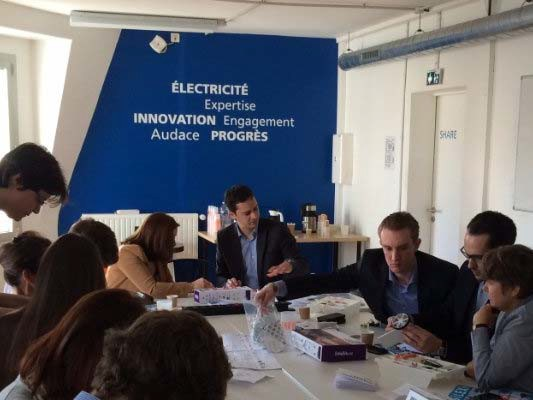 ÉLECTRICITÉ
Expertise
INNOVATION Engagement
Audace PROGRÈS
SHARE